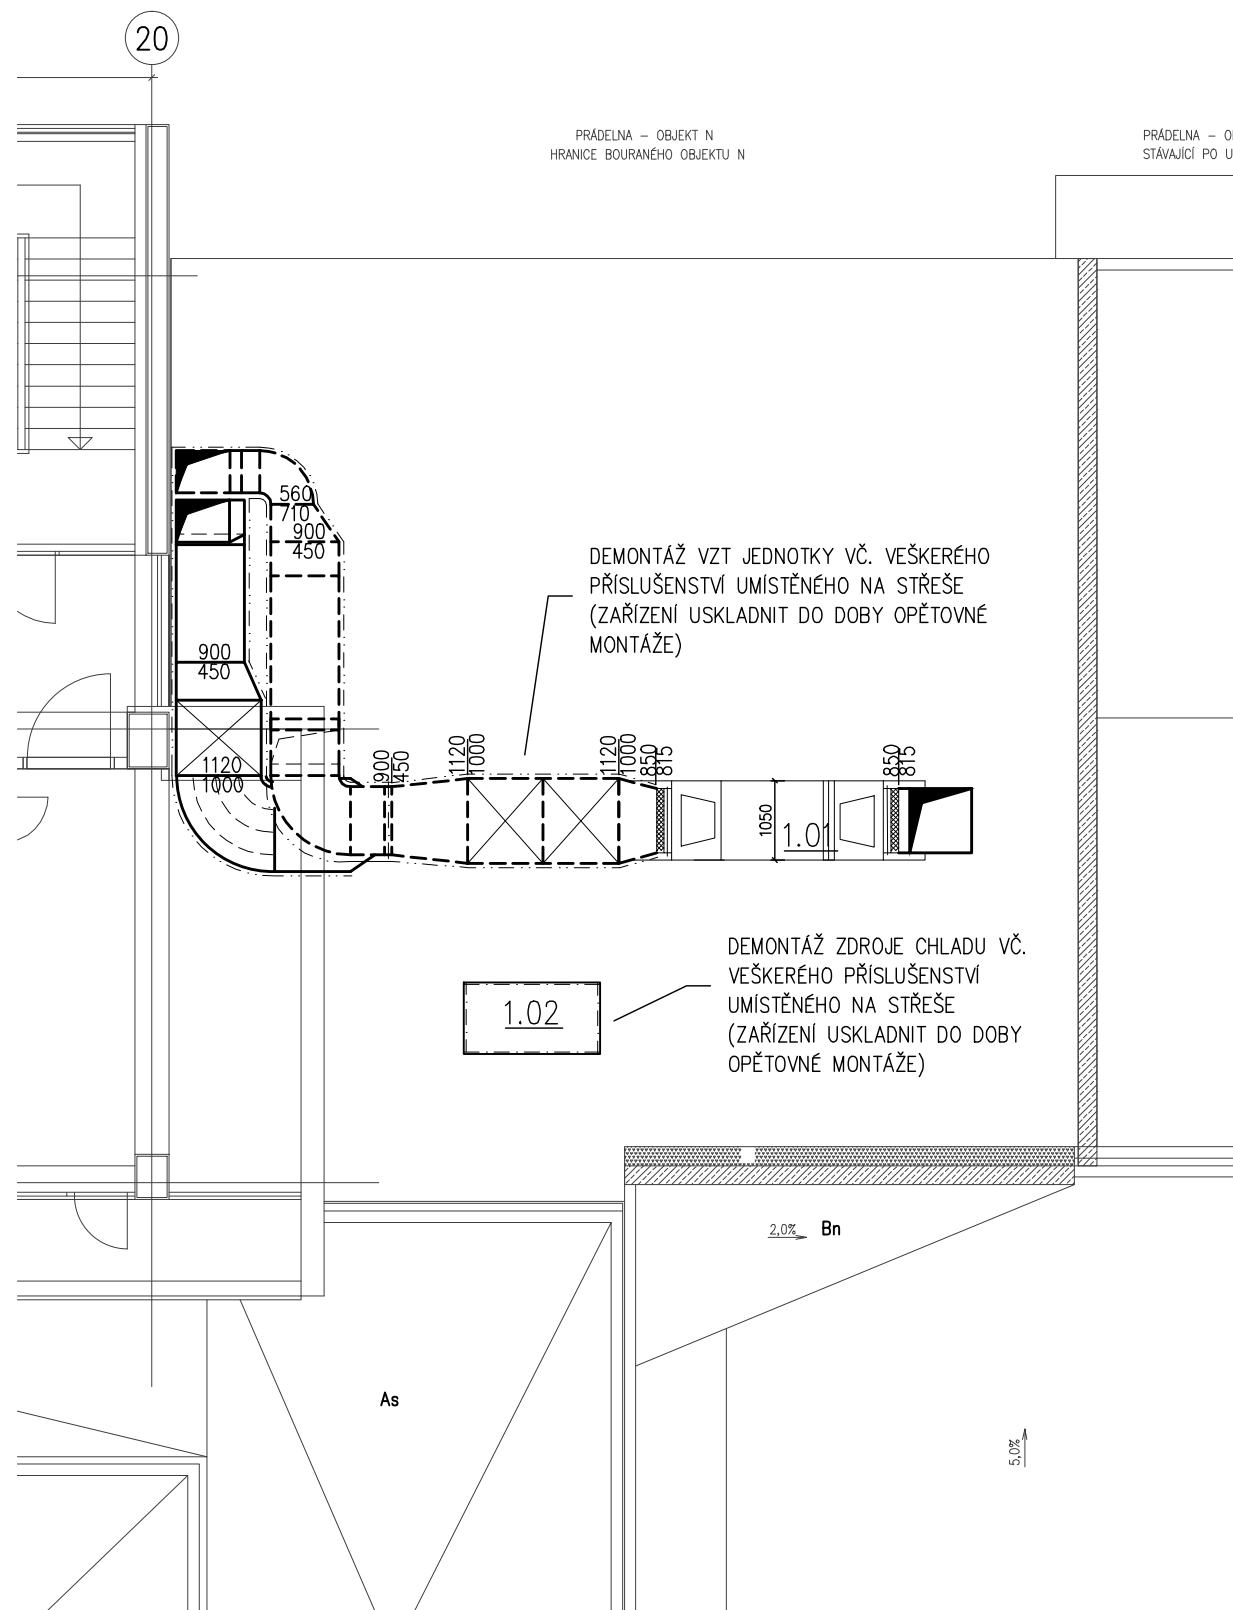 20
PRÁDELNA – OBJEKT N
HRANICE BOURANÉHO OBJEKTU N
PRÁDELNA –
STÁVAJÍCÍ PO
560
710
900
450
DEMONTÁŽ VZT JEDNOTKY VČ. VEŠKERÉHO
PŘÍSLUŠENSTVÍ UMÍSTĚNÉHO NA STŘEŠE
(ZAŘÍZENÍ USKLADNIT DO DOBY OPĚTOVNÉ
MONTÁŽE)
900
450
1120
1000
900
450
1120
1000
1120
1000
850
815
850
815
1050
1.01
DEMONTÁŽ ZDROJE CHLADU VČ.
VEŠKERÉHO PŘÍSLUŠENSTVÍ
UMÍSTĚNÉHO NA STŘEŠE
(ZAŘÍZENÍ USKLADNIT DO DOBY
OPĚTOVNÉ MONTÁŽE)
1.02
2,0% Bn
As
5,0%